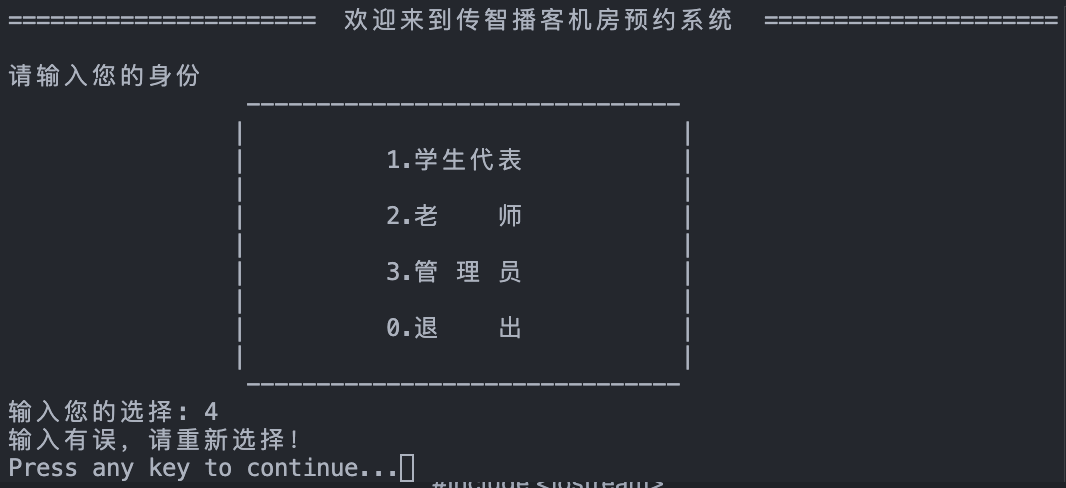 ====================== 欢迎来到传智播客机房预约系统 =====================
请输入您的身份
-------------------------------
| |
| 1.学生代表 |
| |
| 2.老 师 |
| |
| 3.管 理 员 |
| |
| 0.退 出 |
| |
-------------------------------
输入您的选择: 4
输入有误, 请重新选择!
Press any key to continue...
#include <iostream>